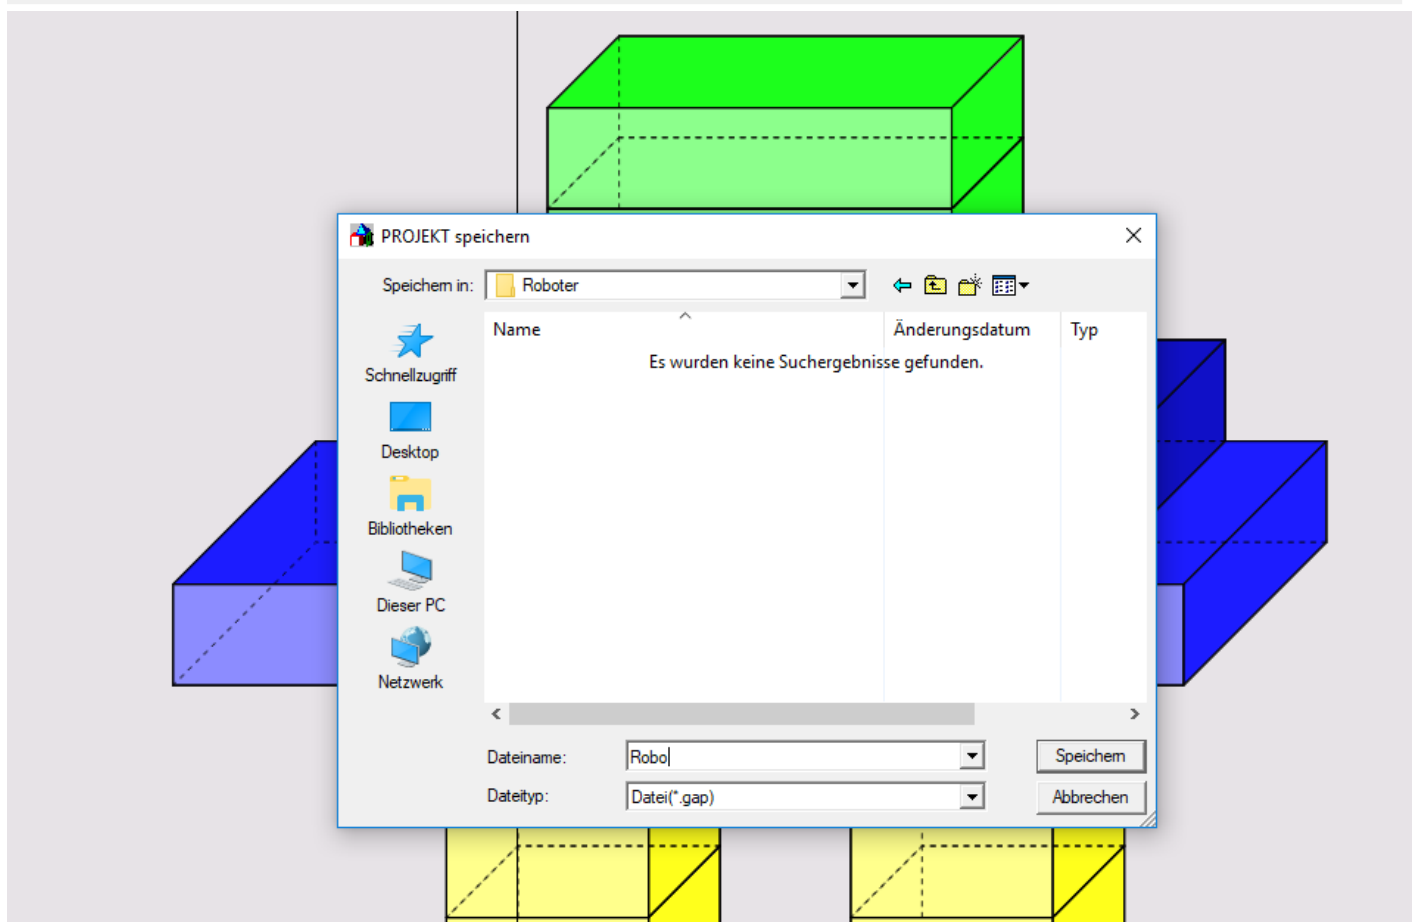 PROJEKT speichern
Speichern in: Roboter
Name Änderungsdatum Typ
Es wurden keine Suchergebnisse gefunden.
Schnellzugriff
Desktop
Bibliotheken
Dieser PC
Netzwerk
Dateiname: Robo Speichern
Dateityp: Datei(*.gap) Abbrechen